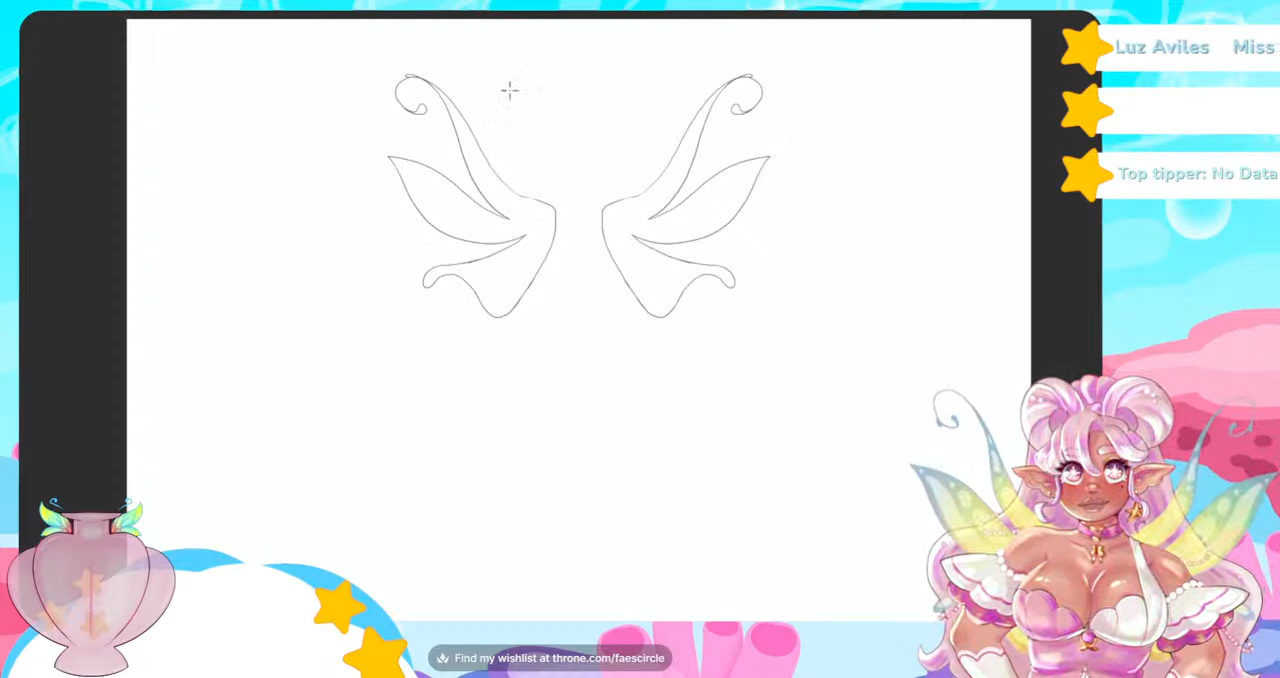 Luz Aviles Miss
Top tipper: No Data
Find my wishlist at throne.com/faescircle